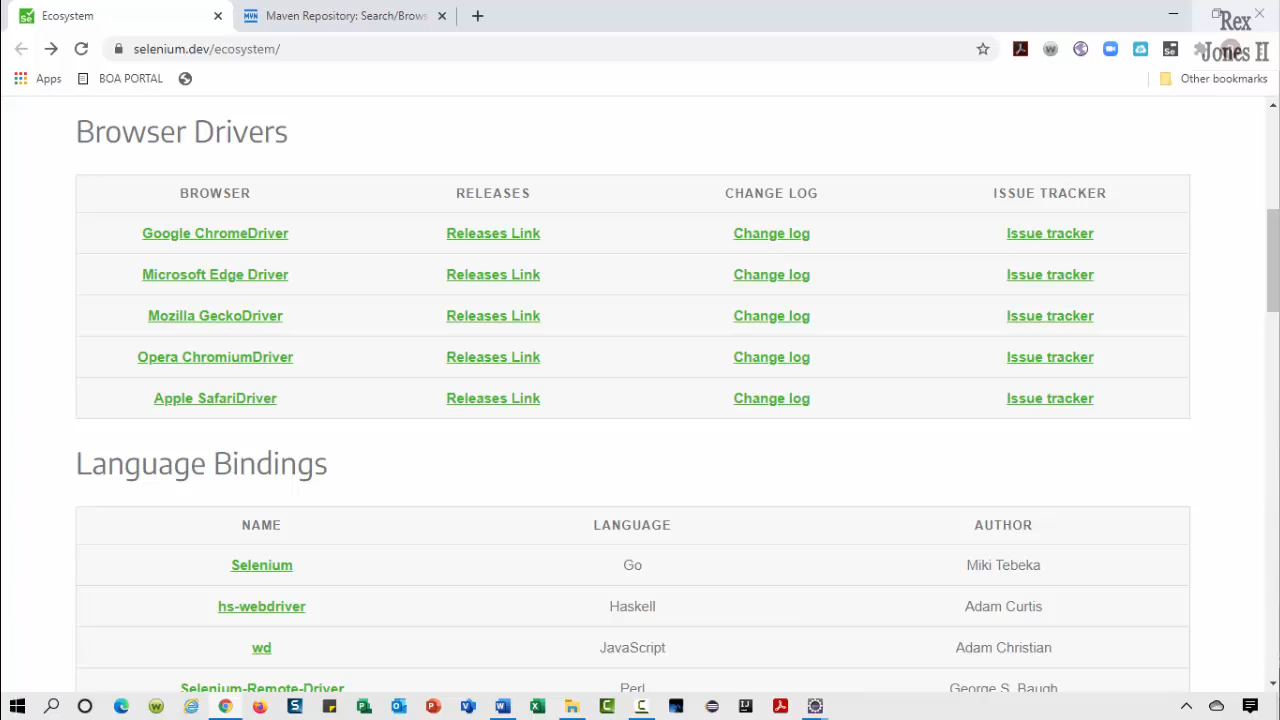 Ecosystem
Maven Repository: Search/Brows
Rex
Jones II
selenium.dev/ecosystem/
Apps
BOA PORTAL
Other bookmarks
Browser Drivers
BROWSER RELEASES CHANGE LOG ISSUE TRACKER
Google ChromeDriver Releases Link Change log Issue tracker
Microsoft Edge Driver Releases Link Change log Issue tracker
Mozilla GeckoDriver Releases Link Change log Issue tracker
Opera ChromiumDriver Releases Link Change log Issue tracker
Apple SafariDriver Releases Link Change log Issue tracker
Language Bindings
NAME LANGUAGE AUTHOR
Selenium Go Miki Tebeka
hs-webdriver Haskell Adam Curtis
wd JavaScript Adam Christian
Selenium-Remote-Driver Perl George S. Baugh